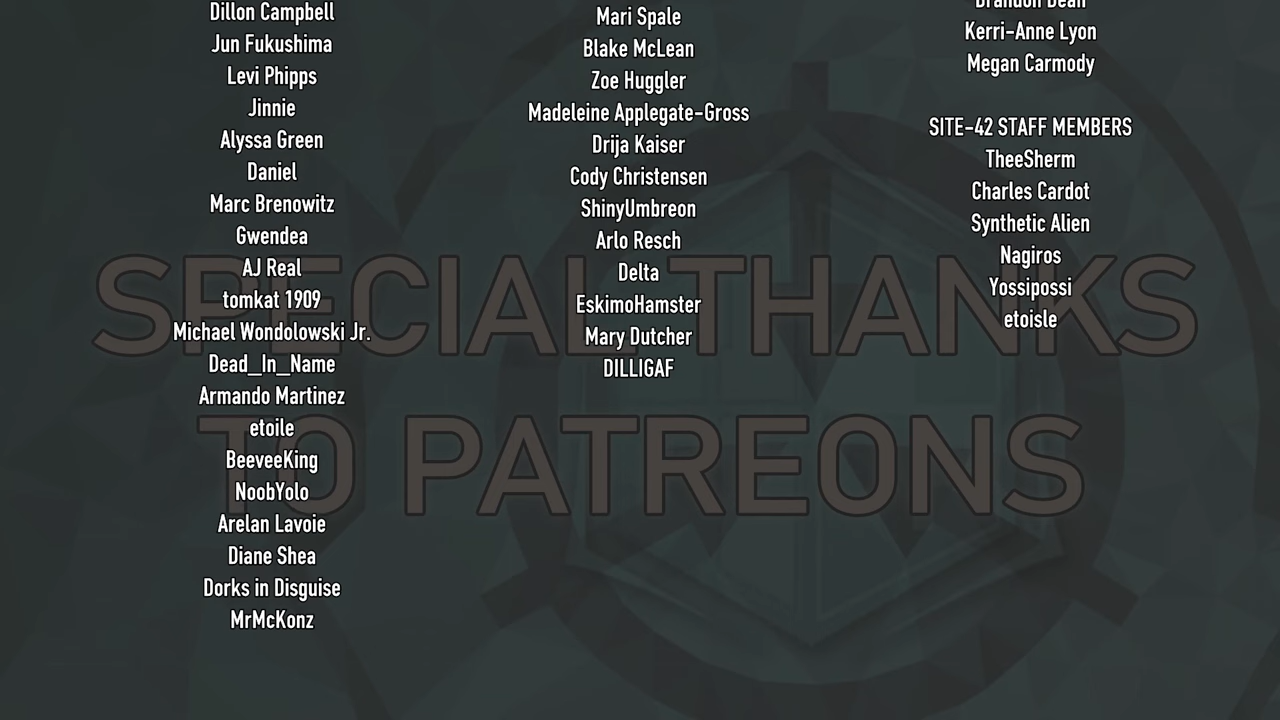 Dillon Campbell
Jun Fukushima
Levi Phipps
Jinnie
Alyssa Green
Daniel
Marc Brenowitz
Gwendea
AJ Real
tomkat 1909
Michael Wondolowski Jr.
Dead_In_Name
Armando Martinez
etoile
BeeveeKing
NoobYolo
Arelan Lavoie
Diane Shea
Dorks in Disguise
MrMcKonz
Mari Spale
Blake McLean
Zoe Huggler
Madeleine Applegate-Gross
Drija Kaiser
Cody Christensen
ShinyUmbreon
Arlo Resch
Delta
EskimoHamster
Mary Dutcher
DILLIGAF
Brandon Dean
Kerri-Anne Lyon
Megan Carmody
SITE-42 STAFF MEMBERS
TheeSherm
Charles Cardot
Synthetic Alien
Nagiros
Yossipossi
etoisle
SPECIAL THANKS
TO PATREONS